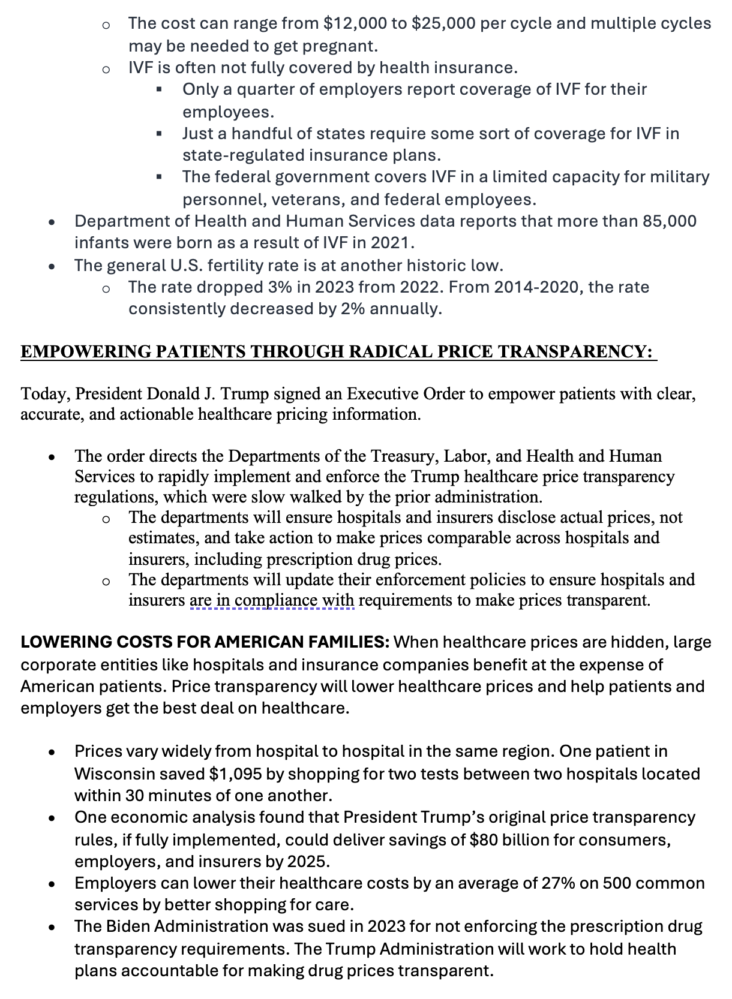 ○ The cost can range from $12,000 to $25,000 per cycle and multiple cycles
may be needed to get pregnant.
○ IVF is often not fully covered by health insurance.
▪ Only a quarter of employers report coverage of IVF for their
employees.
▪ Just a handful of states require some sort of coverage for IVF in
state-regulated insurance plans.
▪ The federal government covers IVF in a limited capacity for military
personnel, veterans, and federal employees.
• Department of Health and Human Services data reports that more than 85,000
infants were born as a result of IVF in 2021.
• The general U.S. fertility rate is at another historic low.
○ The rate dropped 3% in 2023 from 2022. From 2014-2020, the rate
consistently decreased by 2% annually.
EMPOWERING PATIENTS THROUGH RADICAL PRICE TRANSPARENCY:
Today, President Donald J. Trump signed an Executive Order to empower patients with clear,
accurate, and actionable healthcare pricing information.
• The order directs the Departments of the Treasury, Labor, and Health and Human
Services to rapidly implement and enforce the Trump healthcare price transparency
regulations, which were slow walked by the prior administration.
○ The departments will ensure hospitals and insurers disclose actual prices, not
estimates, and take action to make prices comparable across hospitals and
insurers, including prescription drug prices.
○ The departments will update their enforcement policies to ensure hospitals and
insurers are in compliance with requirements to make prices transparent.
LOWERING COSTS FOR AMERICAN FAMILIES: When healthcare prices are hidden, large
corporate entities like hospitals and insurance companies benefit at the expense of
American patients. Price transparency will lower healthcare prices and help patients and
employers get the best deal on healthcare.
• Prices vary widely from hospital to hospital in the same region. One patient in
Wisconsin saved $1,095 by shopping for two tests between two hospitals located
within 30 minutes of one another.
• One economic analysis found that President Trump’s original price transparency
rules, if fully implemented, could deliver savings of $80 billion for consumers,
employers, and insurers by 2025.
• Employers can lower their healthcare costs by an average of 27% on 500 common
services by better shopping for care.
• The Biden Administration was sued in 2023 for not enforcing the prescription drug
transparency requirements. The Trump Administration will work to hold health
plans accountable for making drug prices transparent.